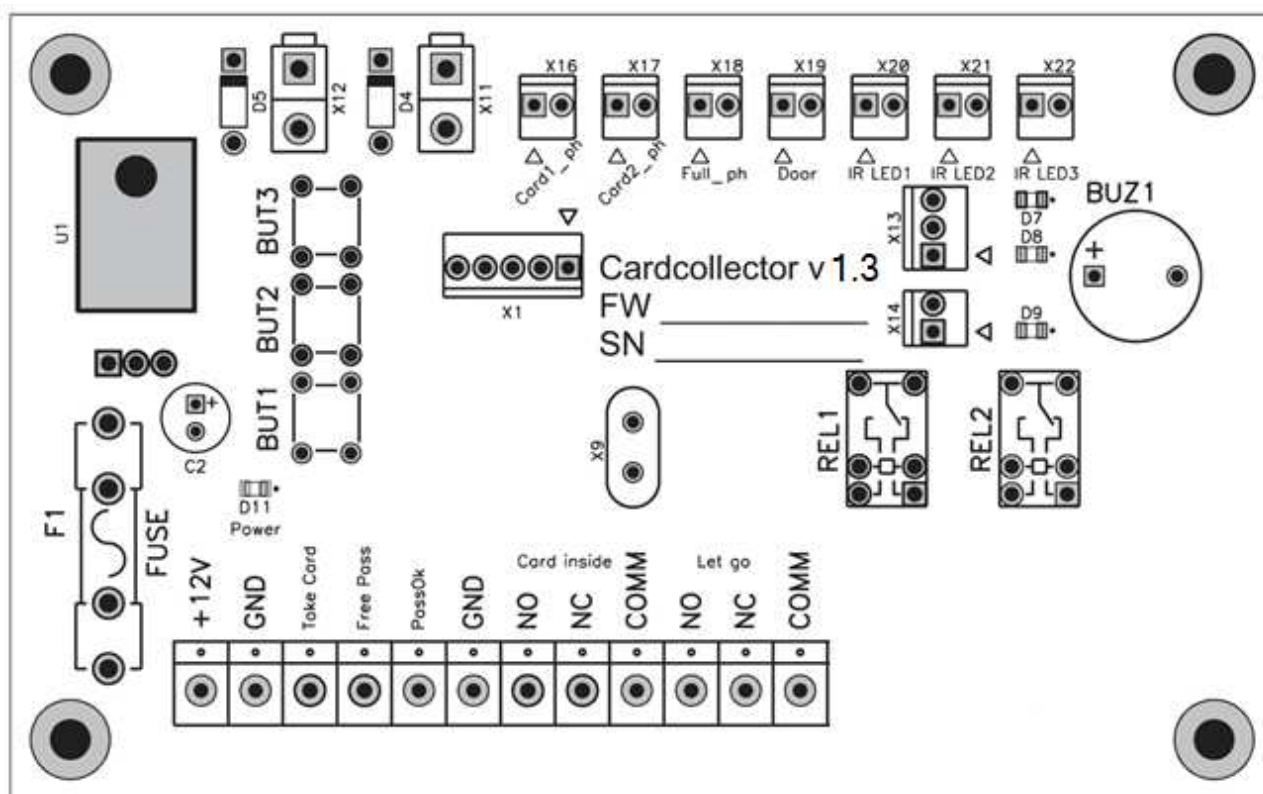 X16 X17 X18 X19 X20 X21 X22
D5 X12 D4 X11
Card1_ph Card2_ph Full_ph Door IR LED1 IR LED2 IR LED3
U1
BUT3
X13
D7
BUZ1
D8
+
X1
Cardcollector v 1.3
FW
SN
X14
D9
BUT2
BUT1
+
C2
X9
REL1
REL2
D11
Power
F1
FUSE
Card inside Let go
+12V GND Take Card Free Pass PassOk GND NO NC COMM NO NC COMM